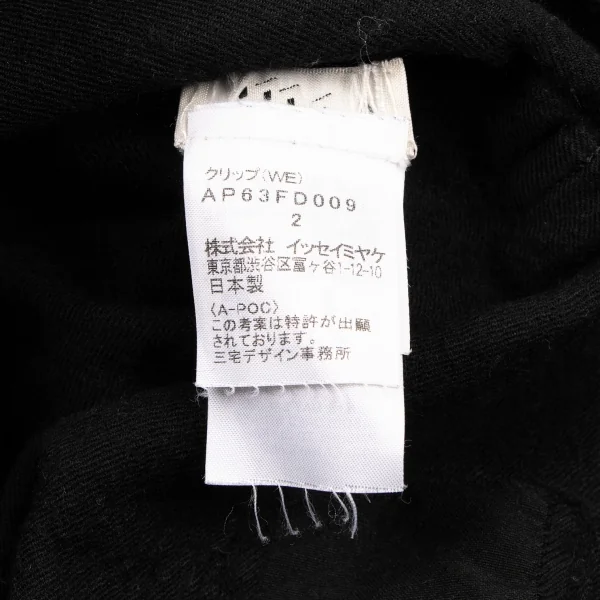 クリップ(WE)
AP63FD009
2
株式会社 イッセイミヤケ
東京都渋谷区富ヶ谷1-12-10
日本製
〈A-POC〉
この考案は特許が出願
されております。
三宅デザイン事務所